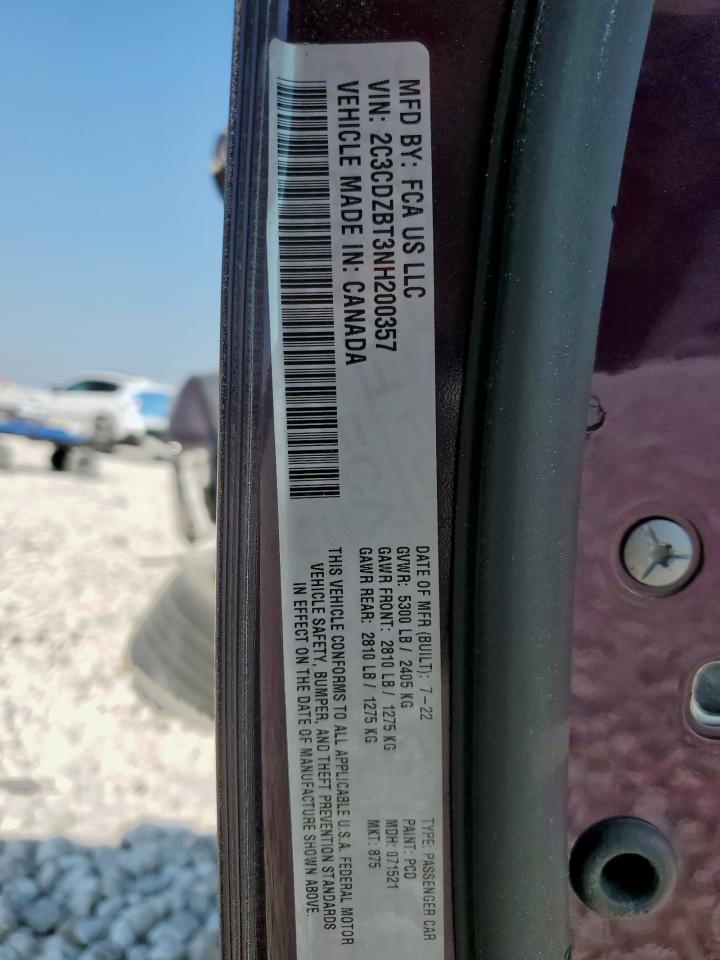 MFD BY: FCA US LLC
VIN: 2C3CDZBT3NH200357
VEHICLE MADE IN: CANADA
DATE OF MFR (BUILT): 7-22
GVWR: 5300 LB / 2405 KG
GAWR FRONT: 2810 LB / 1275 KG
GAWR REAR: 2810 LB / 1275 KG
TYPE: PASSENGER CAR
PAINT: PCD
MDH: 071521
MKT: 875
THIS VEHICLE CONFORMS TO ALL APPLICABLE U.S.A. FEDERAL MOTOR
VEHICLE SAFETY, BUMPER, AND THEFT PREVENTION STANDARDS
IN EFFECT ON THE DATE OF MANUFACTURE SHOWN ABOVE.